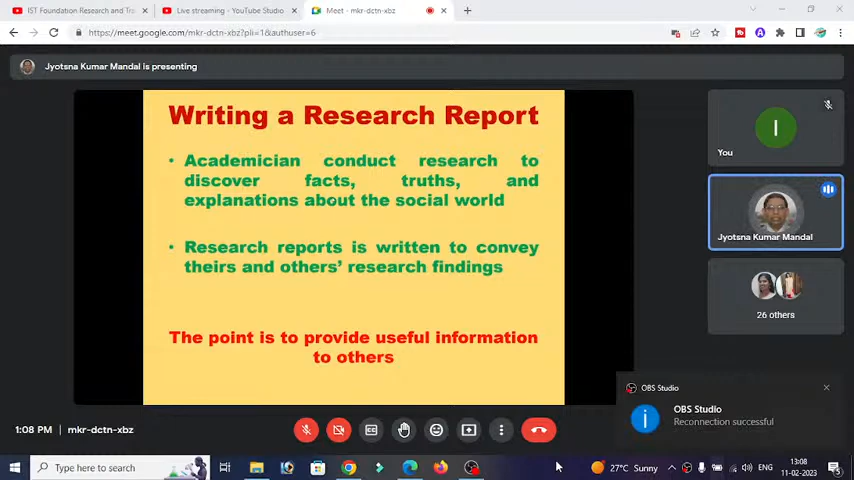 IST Foundation Research and Tra
Live streaming - YouTube Studio
Meet - mkr-dctn-xbz
https://meet.google.com/mkr-dctn-xbz?pli=1&authuser=6
Jyotsna Kumar Mandal is presenting
Writing a Research Report
• Academician conduct research to
discover facts, truths, and
explanations about the social world
• Research reports is written to convey
theirs and others’ research findings
The point is to provide useful information
to others
I
You
Jyotsna Kumar Mandal
26 others
OBS Studio
OBS Studio
Reconnection successful
1:08 PM
mkr-dctn-xbz
Type here to search
27°C Sunny
ENG
13:08
11-02-2023